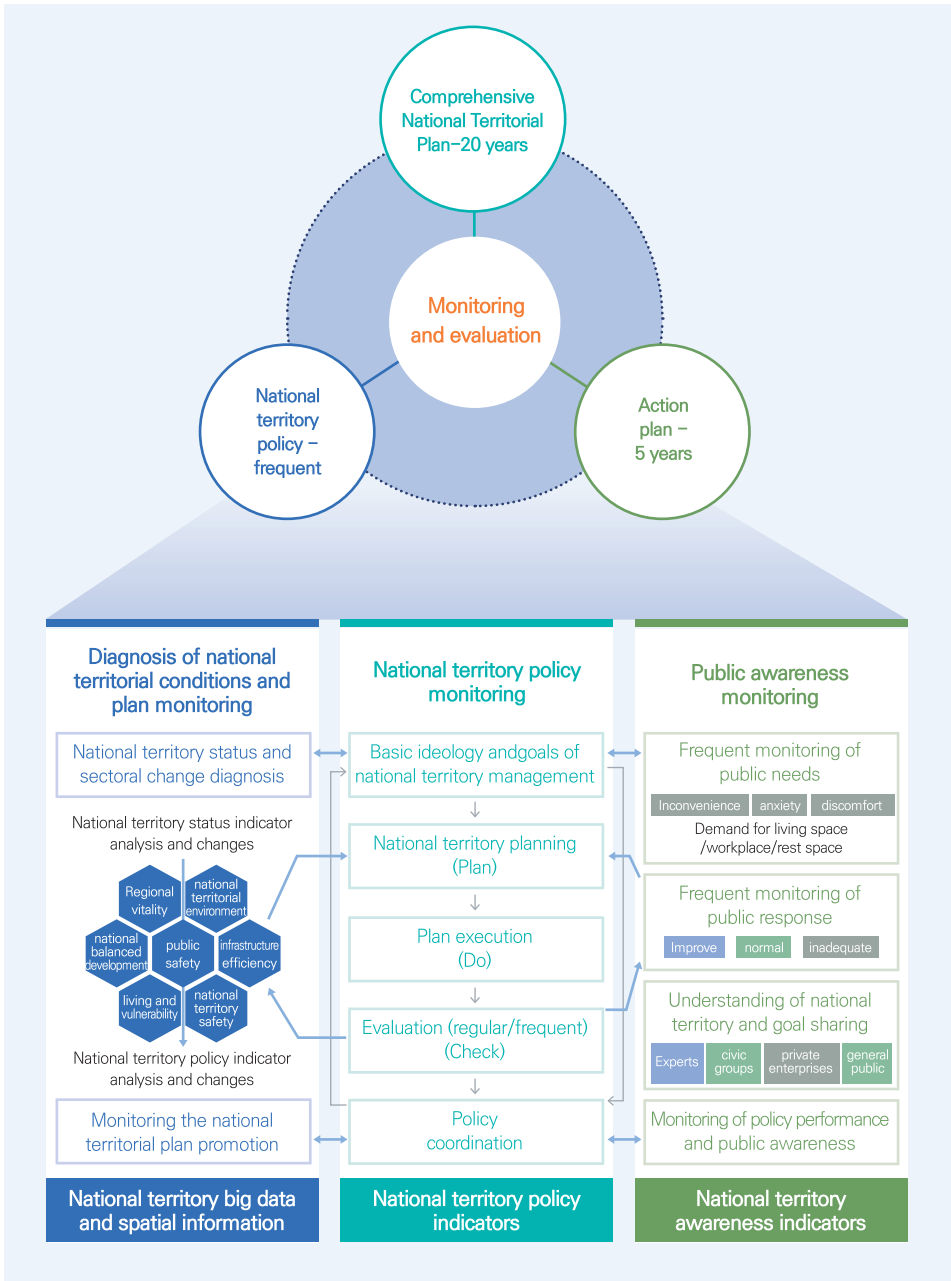 Comprehensive
National Territorial
Plan–20 years
Monitoring
and evaluation
National
territory
policy –
frequent
Action
plan –
5 years
Diagnosis of national
territorial conditions and
plan monitoring
National territory status and
sectoral change diagnosis
National territory status indicator
analysis and changes
Regional
vitality
national
territorial
environment
national
balanced
development
public
safety
infrastructure
efficiency
living and
vulnerability
national
territory
safety
National territory policy indicator
analysis and changes
Monitoring the national
territorial plan promotion
National territory big data
and spatial information
National territory policy
monitoring
Basic ideology andgoals of
national territory management
National territory planning
(Plan)
Plan execution
(Do)
Evaluation (regular/frequent)
(Check)
Policy
coordination
National territory policy
indicators
Public awareness
monitoring
Frequent monitoring of
public needs
Inconvenience anxiety discomfort
Demand for living space
/workplace/rest space
Frequent monitoring of
public response
Improve normal inadequate
Understanding of national
territory and goal sharing
Experts
civic
groups
private
enterprises
general
public
Monitoring of policy performance
and public awareness
National territory
awareness indicators